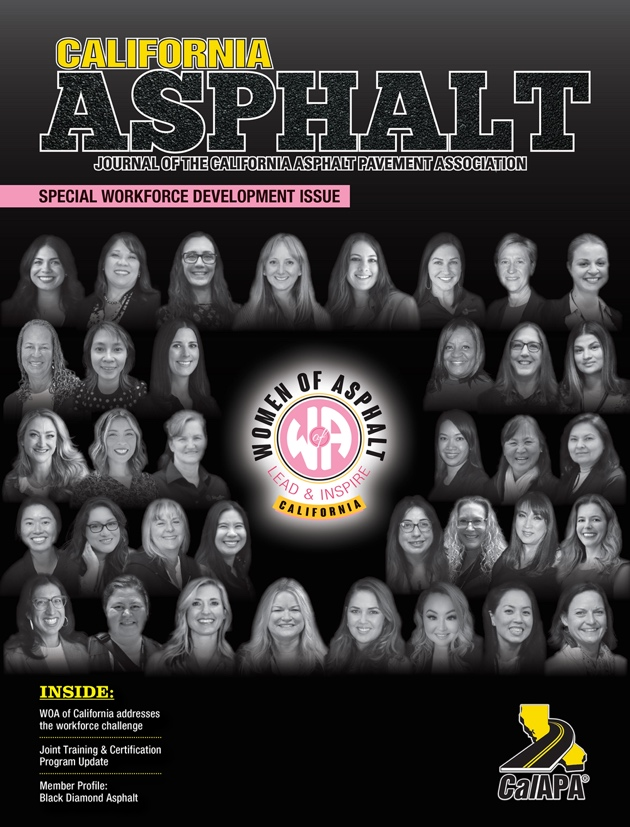 CALIFORNIA
ASPHALT
JOURNAL OF THE CALIFORNIA ASPHALT PAVEMENT ASSOCIATION
SPECIAL WORKFORCE DEVELOPMENT ISSUE
WOMEN OF ASPHALT
WofA
LEAD & INSPIRE
CALIFORNIA
INSIDE:
WOA of California addresses
the workforce challenge
Joint Training & Certification
Program Update
Member Profile:
Black Diamond Asphalt
CalAPA®